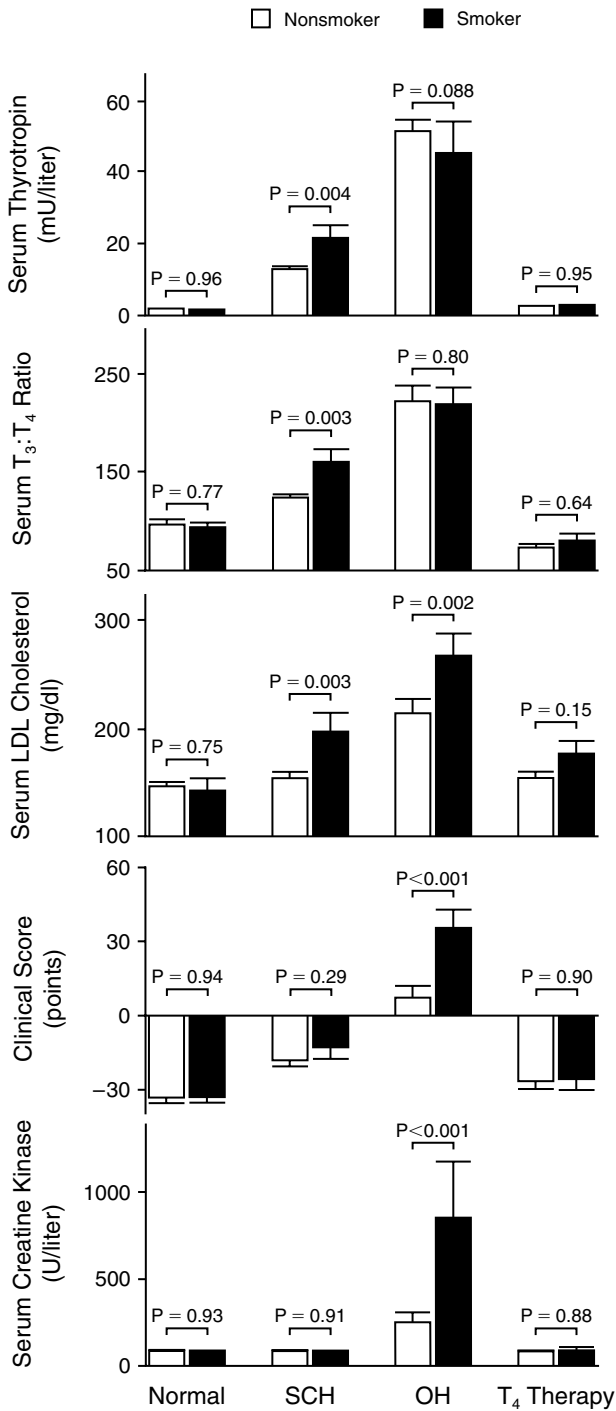 Nonsmoker Smoker
Serum Thyrotropin
(mU/liter)
60
40
20
0
P = 0.96
P = 0.004
P = 0.088
P = 0.95
Serum T₃:T₄ Ratio
250
150
50
P = 0.77
P = 0.003
P = 0.80
P = 0.64
Serum LDL Cholesterol
(mg/dl)
300
200
100
P = 0.75
P = 0.003
P = 0.002
P = 0.15
Clinical Score
(points)
60
30
0
−30
P = 0.94
P = 0.29
P<0.001
P = 0.90
Serum Creatine Kinase
(U/liter)
1000
500
0
P = 0.93
P = 0.91
P<0.001
P = 0.88
Normal SCH OH T₄ Therapy